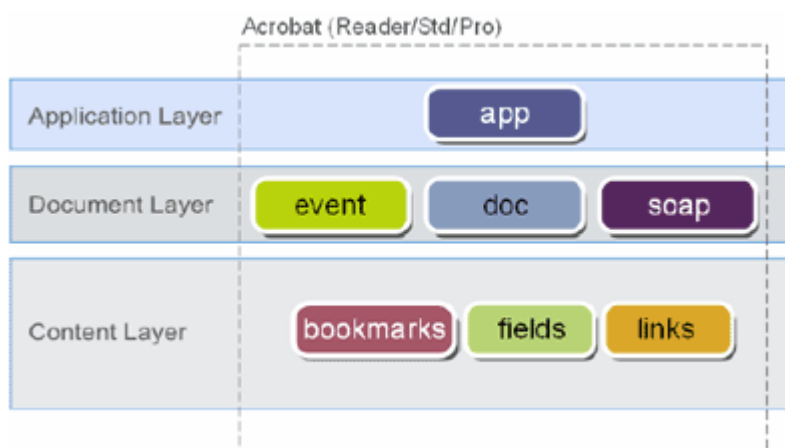 Acrobat (Reader/Std/Pro)
Application Layer
app
Document Layer
event
doc
soap
Content Layer
bookmarks
fields
links